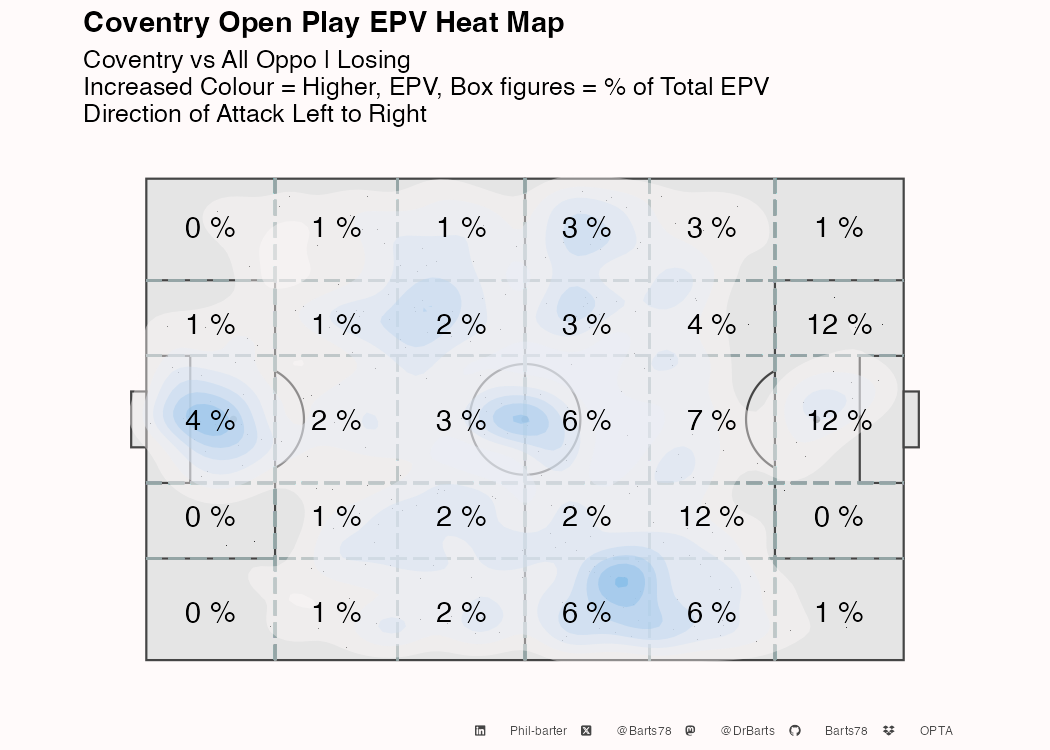 Coventry Open Play EPV Heat Map
Coventry vs All Oppo | Losing
Increased Colour = Higher, EPV, Box figures = % of Total EPV
Direction of Attack Left to Right
0 % 1 % 1 % 3 % 3 % 1 %
1 % 1 % 2 % 3 % 4 % 12 %
4 % 2 % 3 % 6 % 7 % 12 %
0 % 1 % 2 % 2 % 12 % 0 %
0 % 1 % 2 % 6 % 6 % 1 %
Phil-barter @Barts78 @DrBarts Barts78 OPTA